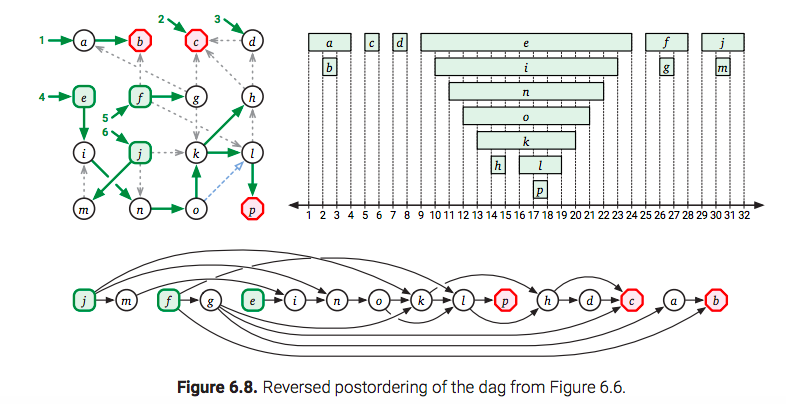 1 a b 2 c 3 d
4 e 5 f g h
i 6 j k l
m n o p
a c d e f j
b i g m
n
o
k
h l
p
1 2 3 4 5 6 7 8 9 10 11 12 13 14 15 16 17 18 19 20 21 22 23 24 25 26 27 28 29 30 31 32
j m f g e i n o k l p h d c a b
Figure 6.8. Reversed postordering of the dag from Figure 6.6.